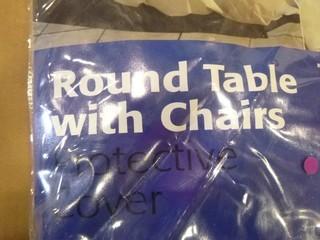 Round Table
with Chairs
Protective
Cover